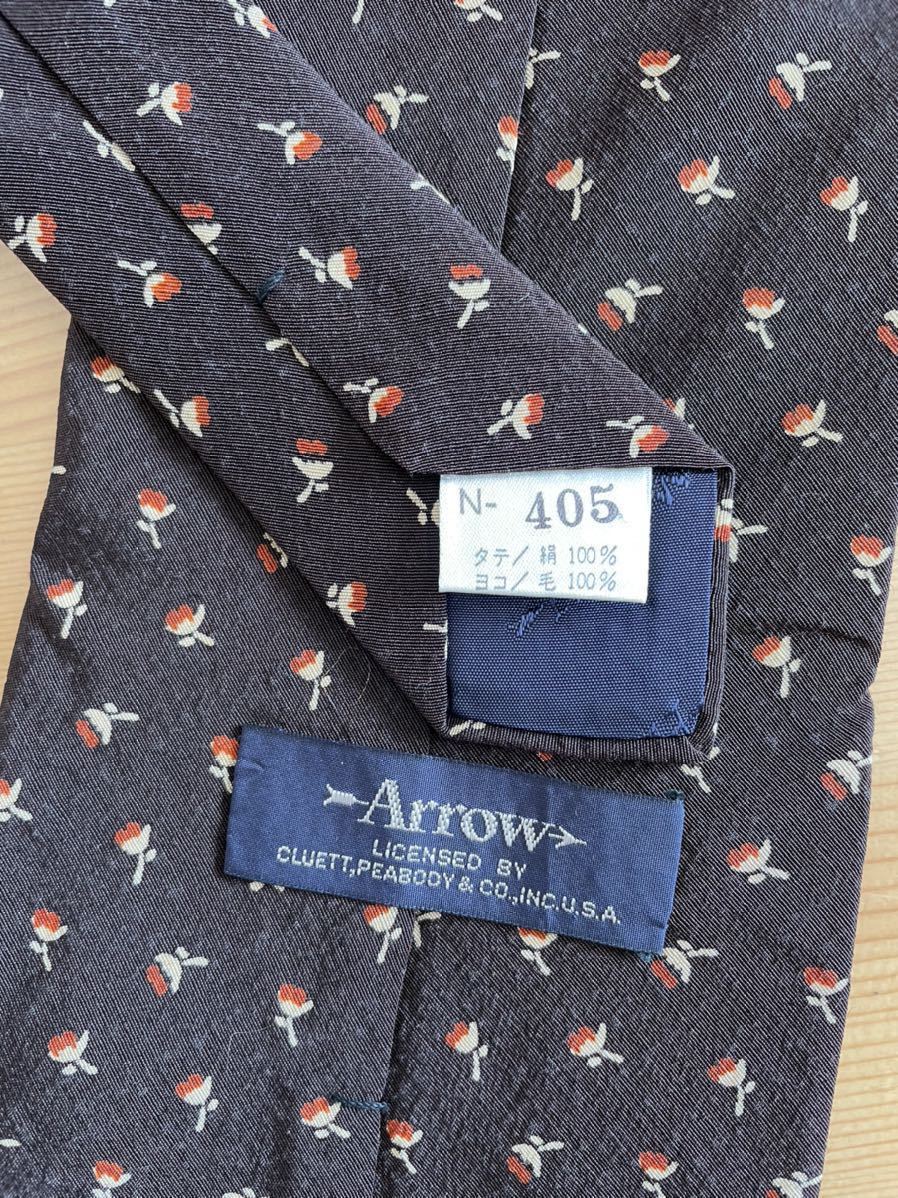 N- 405
タテ/絹 100%
ヨコ/毛 100%
Arrow
LICENSED BY
CLUETT, PEABODY & CO., INC. U.S.A.